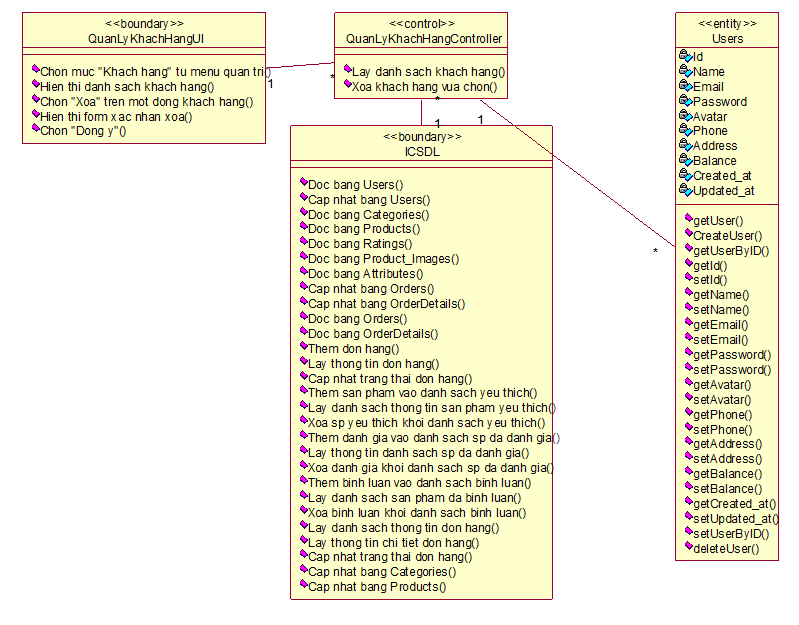 <<boundary>>
QuanLyKhachHangUI
Chon muc "Khach hang" tu menu quan tri()
Hien thi danh sach khach hang()
Chon "Xoa" tren mot dong khach hang()
Hien thi form xac nhan xoa()
Chon "Dong y"()
1
*
<<control>>
QuanLyKhachHangController
Lay danh sach khach hang()
Xoa khach hang vua chon()
*
1
1
*
<<boundary>>
ICSDL
Doc bang Users()
Cap nhat bang Users()
Doc bang Categories()
Doc bang Products()
Doc bang Ratings()
Doc bang Product_Images()
Doc bang Attributes()
Cap nhat bang Orders()
Cap nhat bang OrderDetails()
Doc bang Orders()
Doc bang OrderDetails()
Them don hang()
Lay thong tin don hang()
Cap nhat trang thai don hang()
Them san pham vao danh sach yeu thich()
Lay danh sach thong tin san pham yeu thich()
Xoa sp yeu thich khoi danh sach yeu thich()
Them danh gia vao danh sach sp da danh gia()
Lay thong tin danh sach sp da danh gia()
Xoa danh gia khoi danh sach sp da danh gia()
Them binh luan vao danh sach binh luan()
Lay danh sach san pham da binh luan()
Xoa binh luan khoi danh sach binh luan()
Lay danh sach thong tin don hang()
Lay thong tin chi tiet don hang()
Cap nhat trang thai don hang()
Cap nhat bang Categories()
Cap nhat bang Products()
<<entity>>
Users
Id
Name
Email
Password
Avatar
Phone
Address
Balance
Created_at
Updated_at
getUser()
CreateUser()
getUserByID()
getId()
setId()
getName()
setName()
getEmail()
setEmail()
getPassword()
setPassword()
getAvatar()
setAvatar()
getPhone()
setPhone()
getAddress()
setAddress()
getBalance()
setBalance()
getCreated_at()
setUpdated_at()
setUserByID()
deleteUser()